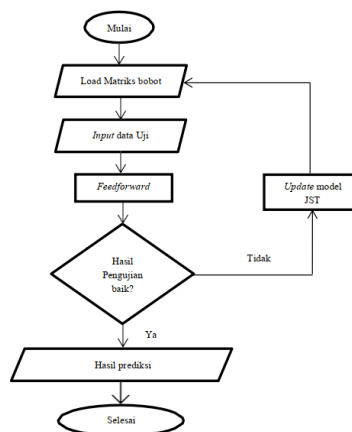 Mulai
Load Matriks bobot
Input data Uji
Feedforward
Update model
JST
Hasil
Pengujian
baik?
Tidak
Ya
Hasil prediksi
Selesai